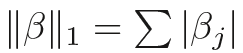 ‖β‖₁ = ∑ |βⱼ|